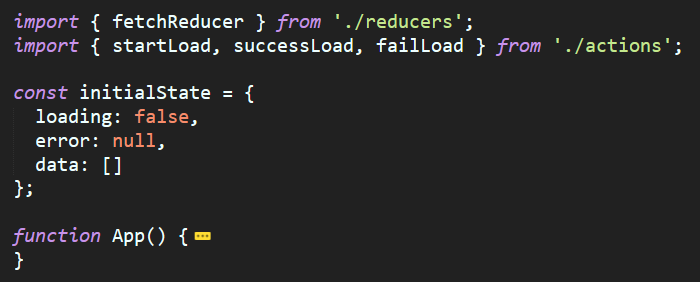 import { fetchReducer } from './reducers';
import { startLoad, successLoad, failLoad } from './actions';
const initialState = {
  loading: false,
  error: null,
  data: []
};
function App() {
}